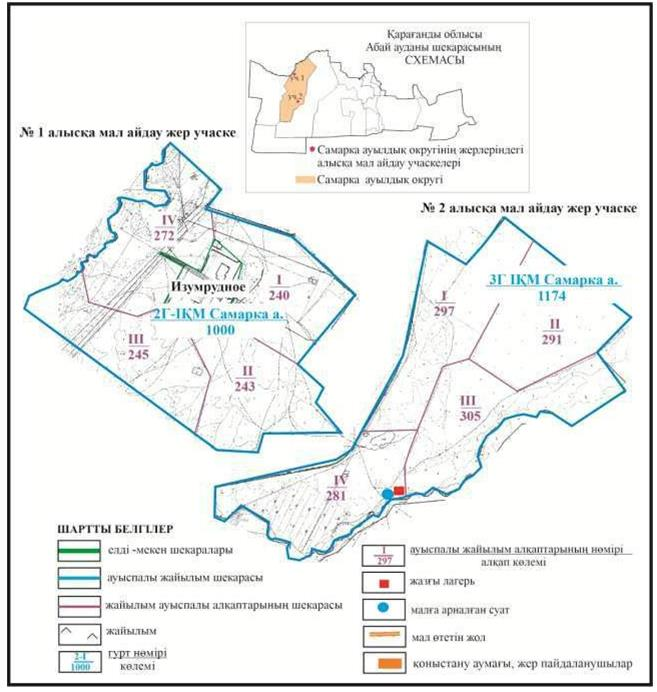 Қарағанды облысы
Абай ауданы шекарасының
СХЕМАСЫ
уч.1
уч.2
Самарка ауылдық округінің жерлеріндегі
алысқа мал айдау учаскелері
Самарка ауылдық округі
№ 1 алысқа мал айдау жер учаске
№ 2 алысқа мал айдау жер учаске
IV
272
Изумрудное
I
240
2Г-ІҚМ Самарка а.
1000
III
245
II
243
3Г ІҚМ Самарка а.
1174
I
297
II
291
III
305
IV
281
ШАРТТЫ БЕЛГІЛЕР
елді -мекен шекаралары
ауыспалы жайылым шекарасы
жайылым ауыспалы алқаптарының шекарасы
жайылым
2-I
1000
гурт нөмірі
көлемі
I
297
ауыспалы жайылым алқаптарының нөмірі
алқап көлемі
жазғы лагерь
малға арналған суат
мал өтетін жол
қоныстану аумағы, жер пайдаланушылар